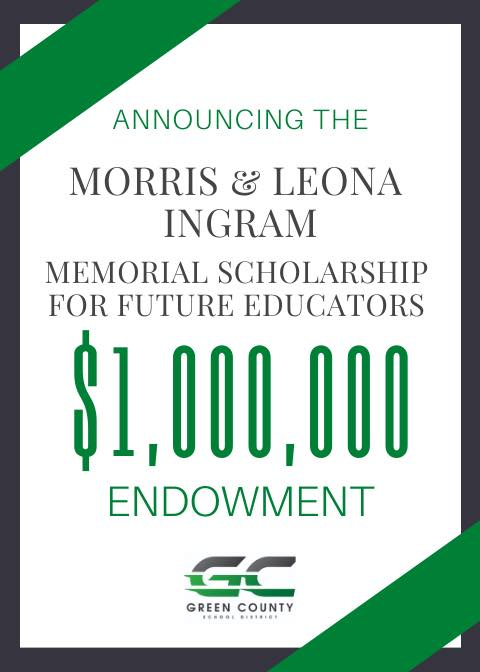 ANNOUNCING THE
MORRIS & LEONA
INGRAM
MEMORIAL SCHOLARSHIP
FOR FUTURE EDUCATORS
$1,000,000
ENDOWMENT
GC
GREEN COUNTY
SCHOOL DISTRICT